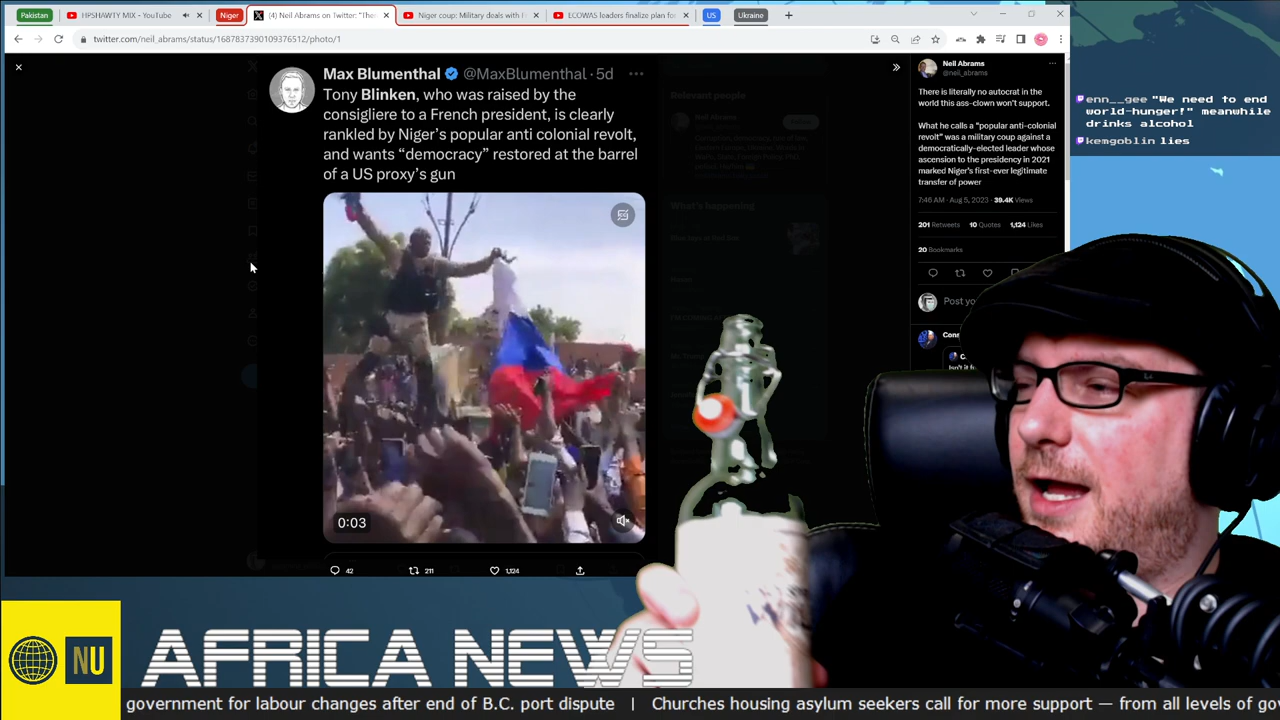 Pakistan
HPSHAWTY MIX - YouTube
Niger
(4) Neil Abrams on Twitter: "Ther
Niger coup: Military deals with
ECOWAS leaders finalize plan for
US
Ukraine
twitter.com/neil_abrams/status/1687837390109376512/photo/1
Max Blumenthal @MaxBlumenthal · 5d
Tony Blinken, who was raised by the
consigliere to a French president, is clearly
rankled by Niger's popular anti colonial revolt,
and wants “democracy” restored at the barrel
of a US proxy's gun
0:03
42 211 1,124
Relevant people
What's happening
Neil Abrams
@neil_abrams
There is literally no autocrat in the
world this ass-clown won't support.
What he calls a "popular anti-colonial
revolt" was a military coup against a
democratically-elected leader whose
ascension to the presidency in 2021
marked Niger's first-ever legitimate
transfer of power
7:46 AM · Aug 5, 2023 · 39.4K Views
201 Retweets 10 Quotes 1,124 Likes
20 Bookmarks
Post yo
enn__gee "We need to end
world-hunger!" meanwhile
drinks alcohol
kemgoblin lies
NU
AFRICA NEWS
government for labour changes after end of B.C. port dispute | Churches housing asylum seekers call for more support — from all levels of go